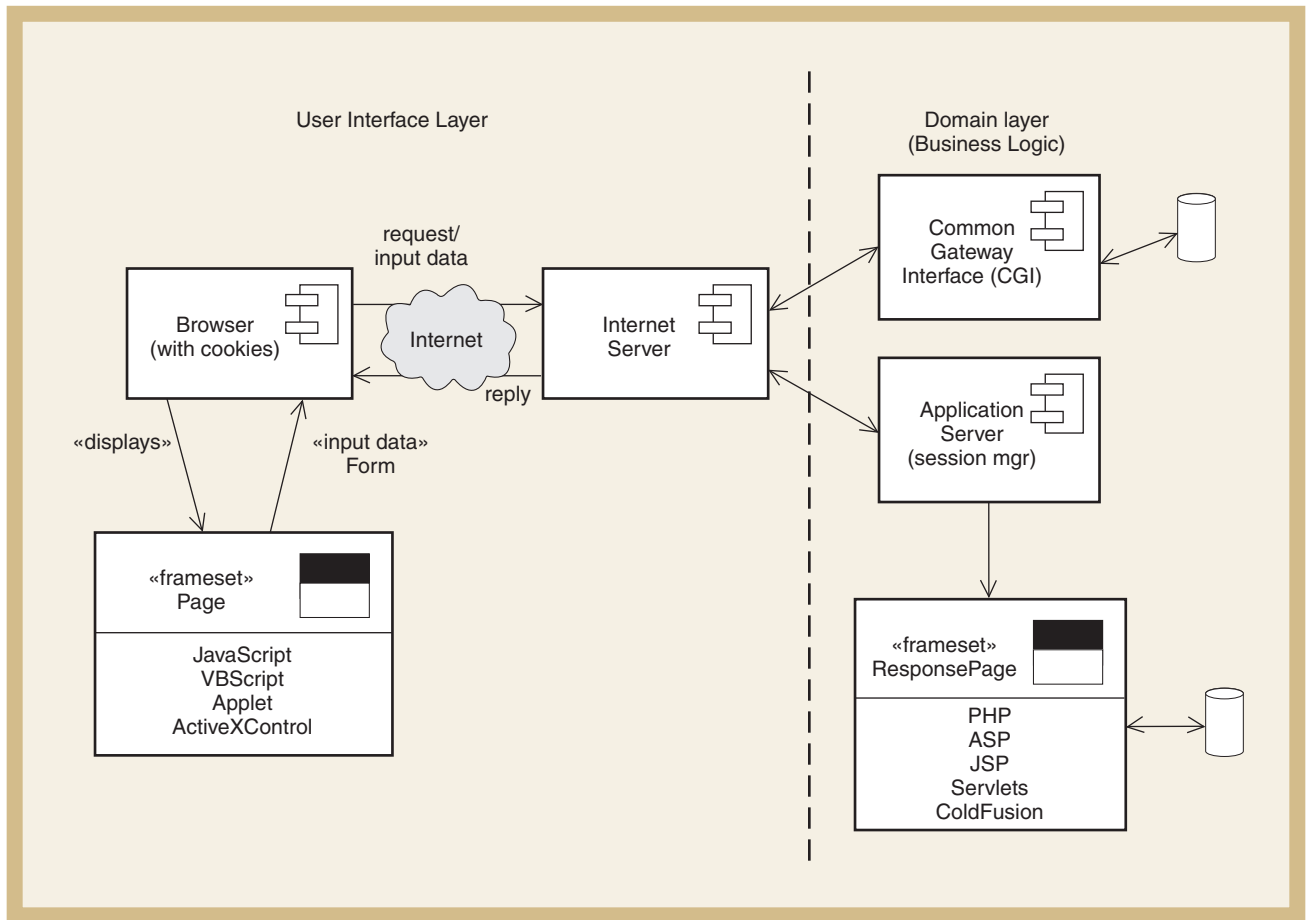 User Interface Layer
Domain layer
(Business Logic)
request/
input data
Browser
(with cookies)
Internet
reply
Internet
Server
Common
Gateway
Interface (CGI)
Application
Server
(session mgr)
«displays»
«input data»
Form
«frameset»
Page
JavaScript
VBScript
Applet
ActiveXControl
«frameset»
ResponsePage
PHP
ASP
JSP
Servlets
ColdFusion